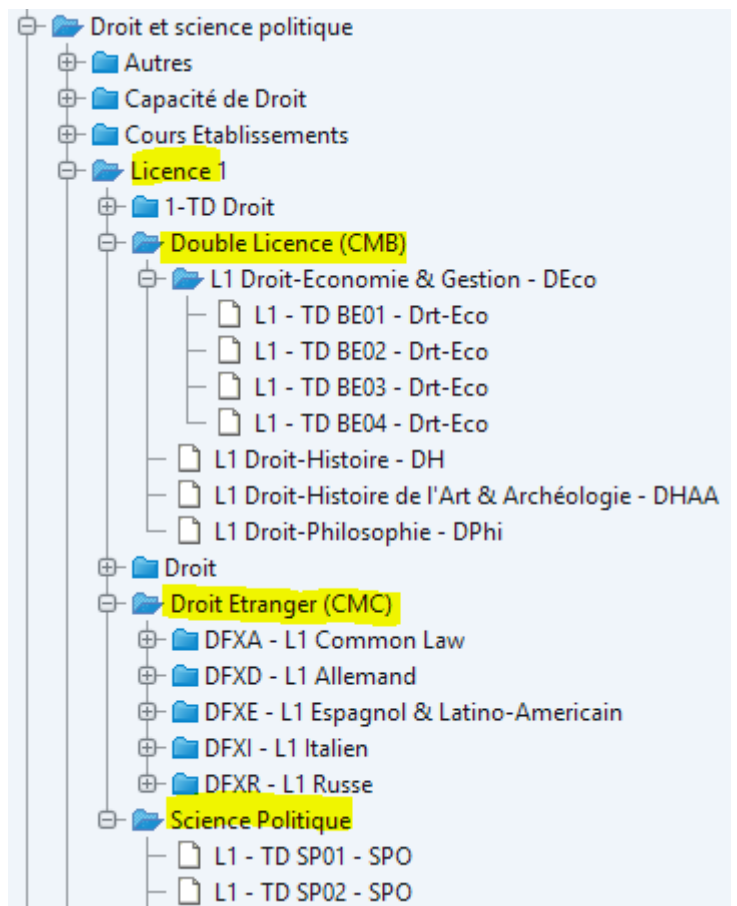 Droit et science politique
Autres
Capacité de Droit
Cours Etablissements
Licence 1
1-TD Droit
Double Licence (CMB)
L1 Droit-Economie & Gestion - DEco
L1 - TD BE01 - Drt-Eco
L1 - TD BE02 - Drt-Eco
L1 - TD BE03 - Drt-Eco
L1 - TD BE04 - Drt-Eco
L1 Droit-Histoire - DH
L1 Droit-Histoire de l'Art & Archéologie - DHAA
L1 Droit-Philosophie - DPhi
Droit
Droit Etranger (CMC)
DFXA - L1 Common Law
DFXD - L1 Allemand
DFXE - L1 Espagnol & Latino-Americain
DFXI - L1 Italien
DFXR - L1 Russe
Science Politique
L1 - TD SP01 - SPO
L1 - TD SP02 - SPO